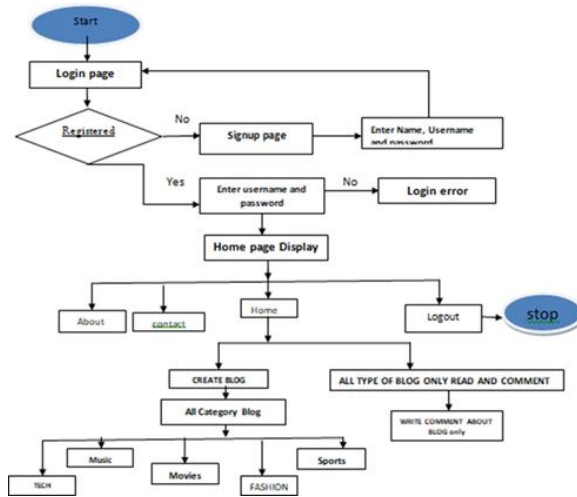 Start
Login page
Registered
No
Signup page
Enter Name, Username
and password
Yes
Enter username and
password
No
Login error
Home page Display
About
contact
Home
Logout
stop
CREATE BLOG
ALL TYPE OF BLOG ONLY READ AND COMMENT
All Category Blog
WRITE COMMENT ABOUT
BLOG only
TECH
Music
Movies
FASHION
Sports